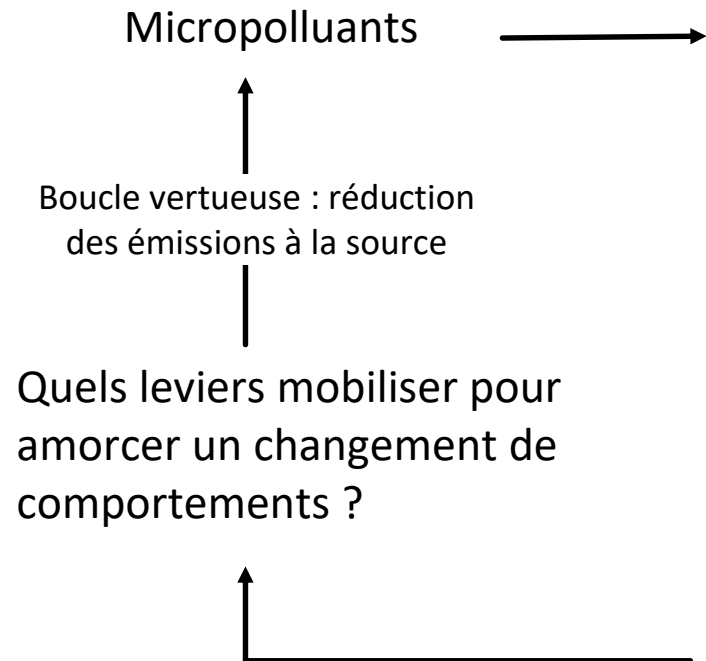 Micropolluants
Boucle vertueuse : réduction
des émissions à la source
Quels leviers mobiliser pour
amorcer un changement de
comportements ?